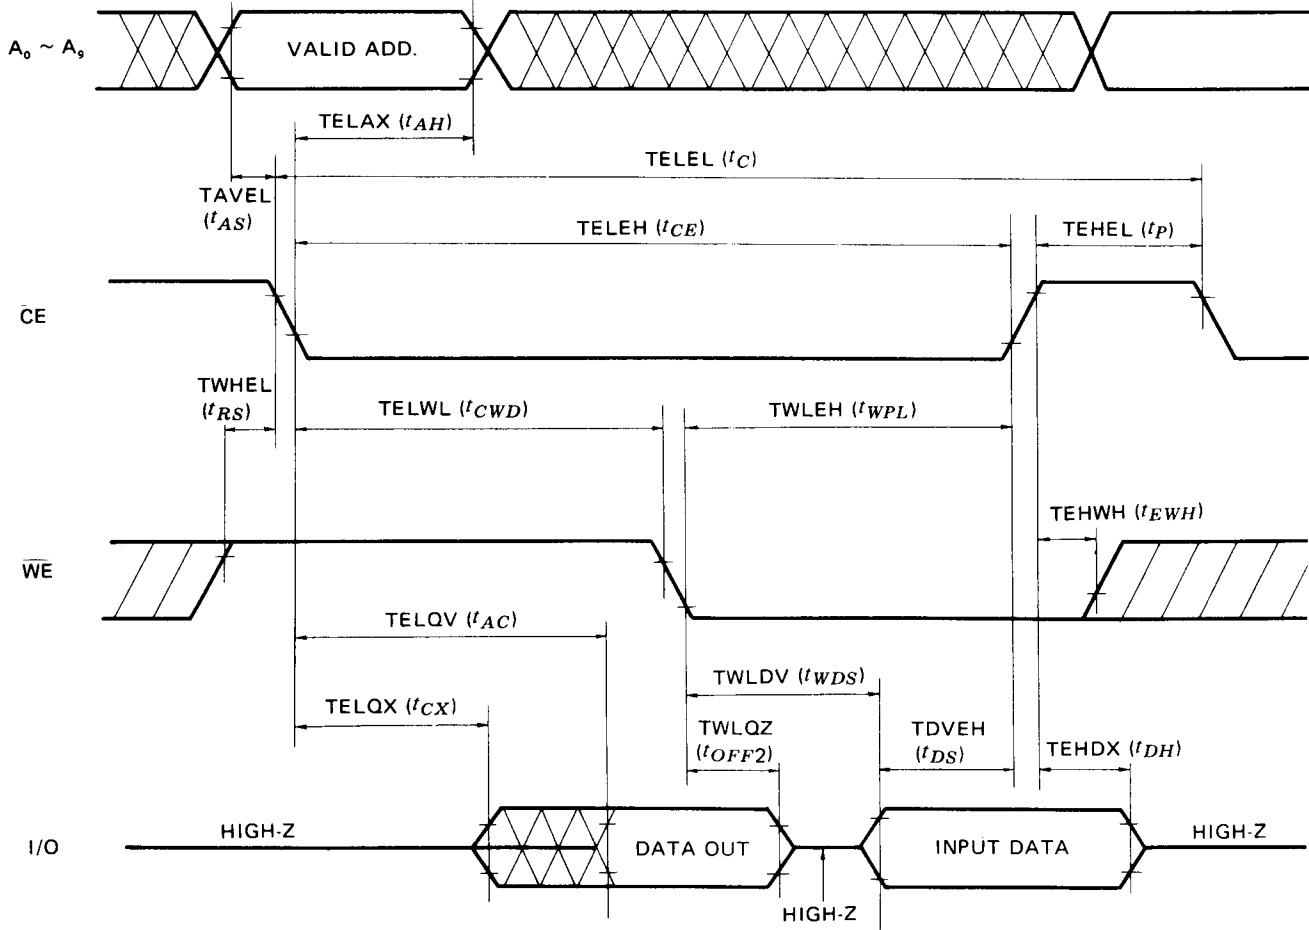 A₀ ~ A₉
VALID ADD.
TELAX (tAH)
TELEL (tC)
TAVEL
(tAS)
TELEH (tCE)
TEHEL (tP)
CE
TWHEL
(tRS)
TELWL (tCWD)
TWLEH (tWPL)
TEHWH (tEWH)
WE
TELQV (tAC)
TWLDV (tWDS)
TELQX (tCX)
TWLQZ
(tOFF2)
TDVEH
(tDS)
TEHDX (tDH)
I/O
HIGH-Z
DATA OUT
INPUT DATA
HIGH-Z
HIGH-Z